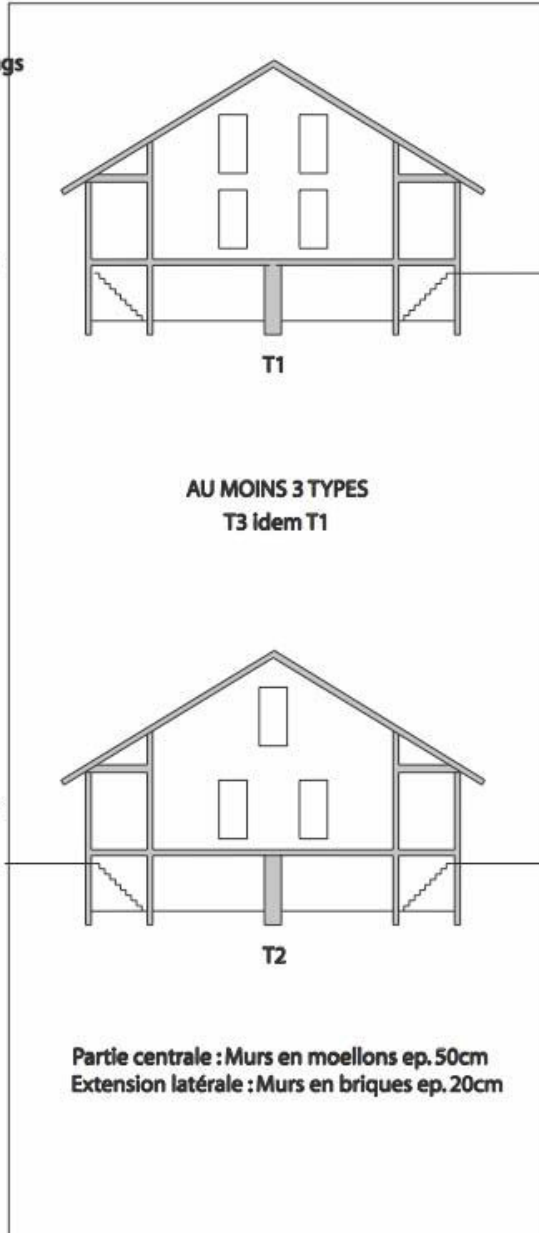 gs
T1
AU MOINS 3 TYPES
T3 idem T1
T2
Partie centrale : Murs en moellons ep. 50cm
Extension latérale : Murs en briques ep. 20cm